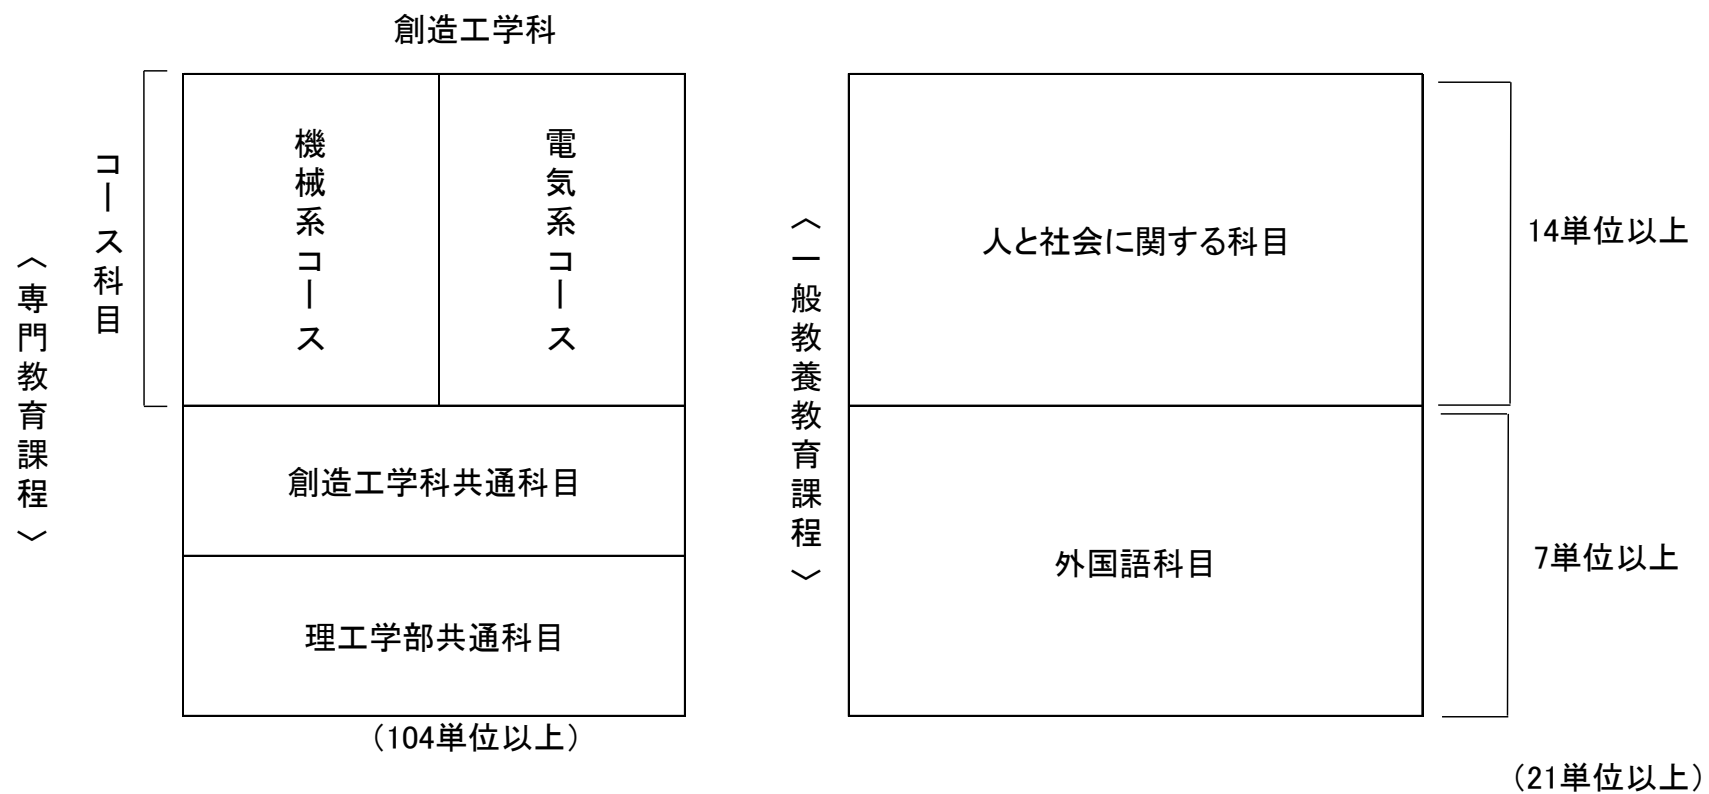 創造工学科
〈専門教育課程〉
コース科目
機械系コース
電気系コース
創造工学科共通科目
理工学部共通科目
（104単位以上）
〈一般教養教育課程〉
人と社会に関する科目
14単位以上
外国語科目
7単位以上
（21単位以上）